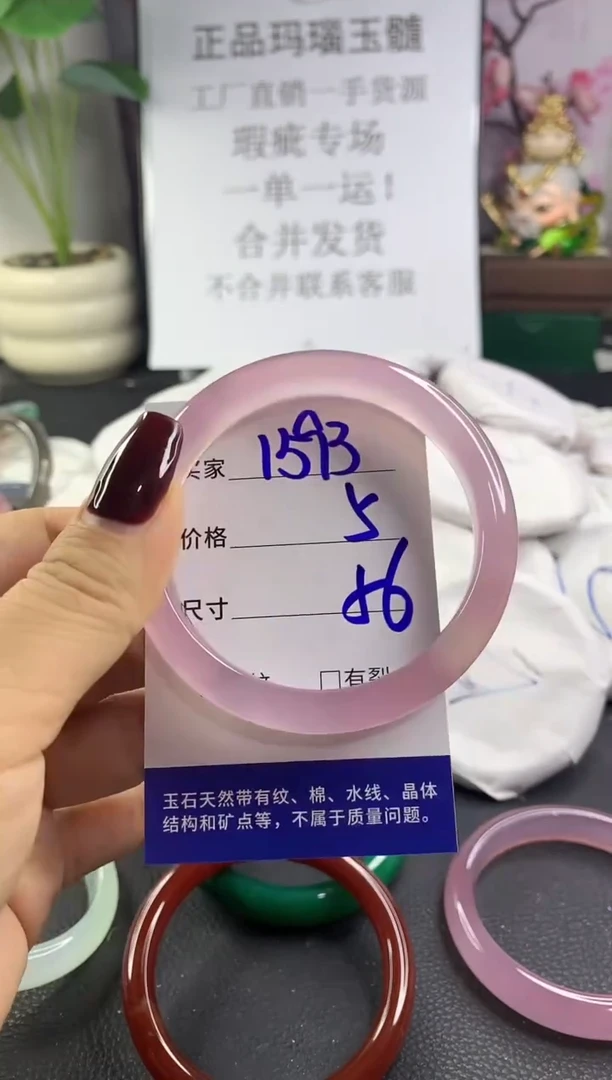 正品玛瑙玉髓
工厂直销一手货源
瑕疵专场
一单一运！
合并发货
不合并联系客服
买家 1593
价格 5
尺寸 56
纹 □有裂
玉石天然带有纹、棉、水线、晶体
结构和矿点等，不属于质量问题。